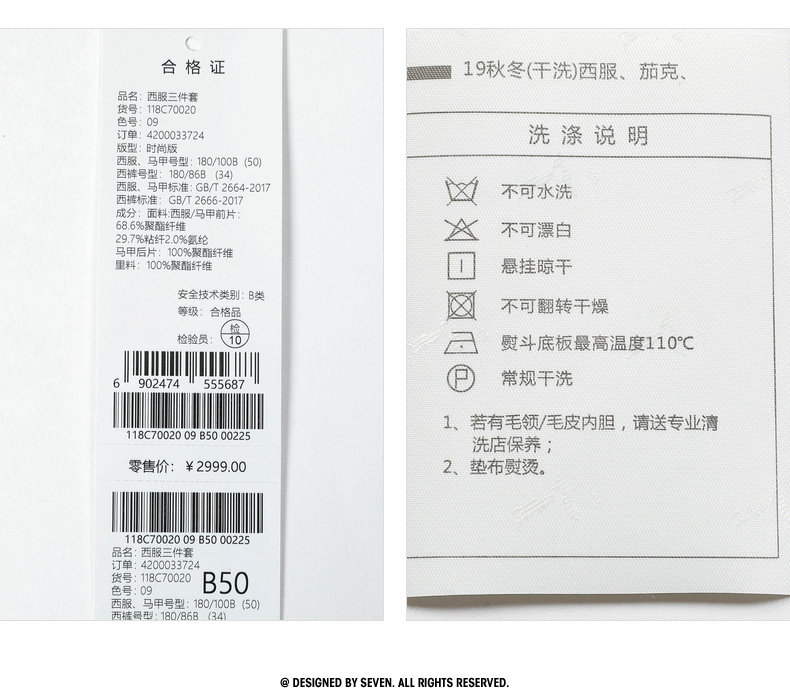 合格证
品名：西服三件套
货号：118C70020
色号：09
订单：4200033724
版型：时尚版
西服、马甲号型：180/100B (50)
西裤号型：180/86B (34)
西服、马甲标准：GB/T 2664-2017
西裤标准：GB/T 2666-2017
成分：面料:西服/马甲前片：
68.6%聚酯纤维
29.7%粘纤2.0%氨纶
马甲后片：100%聚酯纤维
里料：100%聚酯纤维
安全技术类别：B类
等级：合格品
检验员：检10
6 902474 555687
118C70020 09 B50 00225
零售价：￥2999.00
118C70020 09 B50 00225
品名：西服三件套
订单：4200033724
货号：118C70020
色号：09
B50
西服、马甲号型：180/100B (50)
西裤号型：180/86B (34)
19秋冬(干洗)西服、茄克、
洗涤说明
不可水洗
不可漂白
悬挂晾干
不可翻转干燥
熨斗底板最高温度110℃
P 常规干洗
1、若有毛领/毛皮内胆，请送专业清
洗店保养；
2、垫布熨烫。
@ DESIGNED BY SEVEN. ALL RIGHTS RESERVED.